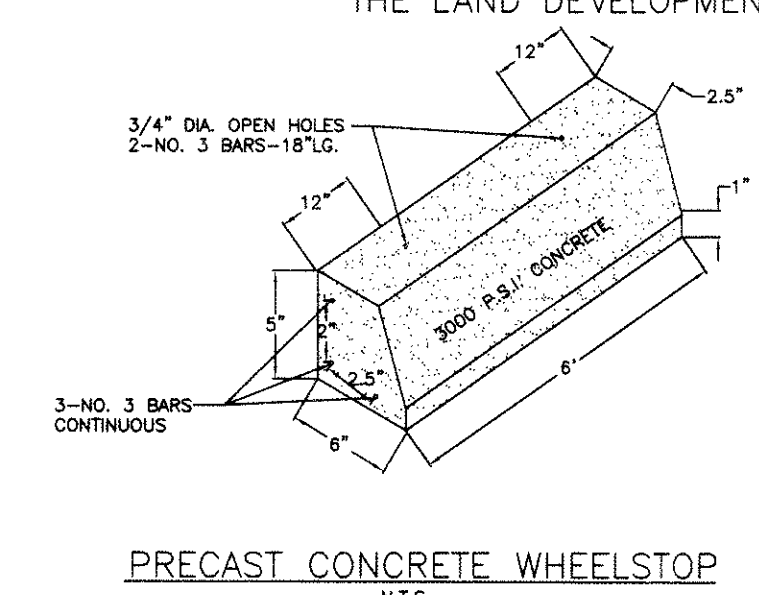 THE LAND DEVELOPMEN
12"
2.5"
3/4" DIA. OPEN HOLES
2-NO. 3 BARS-18"LG.
12"
1"
3000 P.S.I. CONCRETE
5"
2"
2.5"
6'
3-NO. 3 BARS
CONTINUOUS
6"
PRECAST CONCRETE WHEELSTOP
N.T.S.